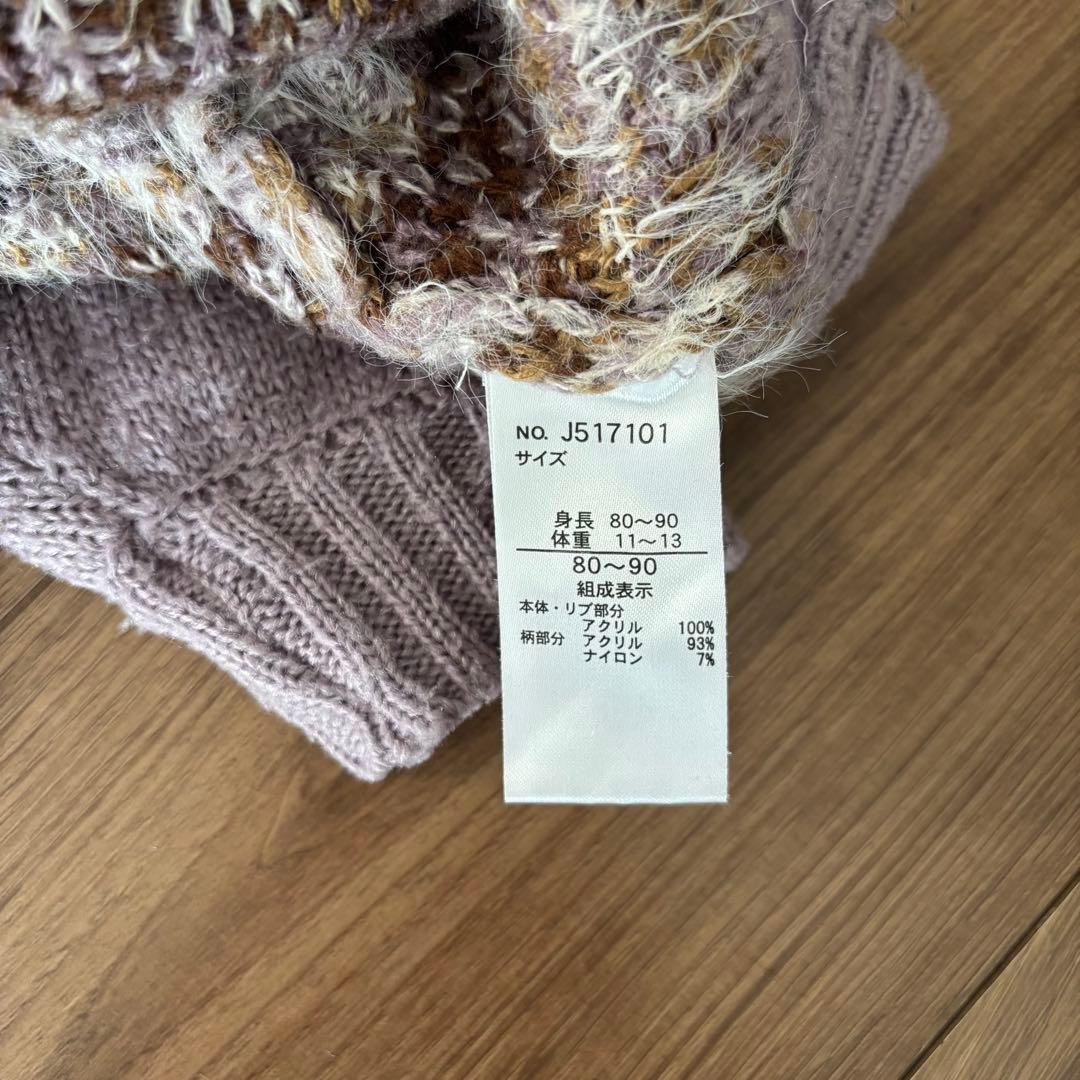 NO. J517101
サイズ
身長 80〜90
体重 11〜13
80〜90
組成表示
本体・リブ部分
アクリル 100%
柄部分 アクリル 93%
ナイロン 7%